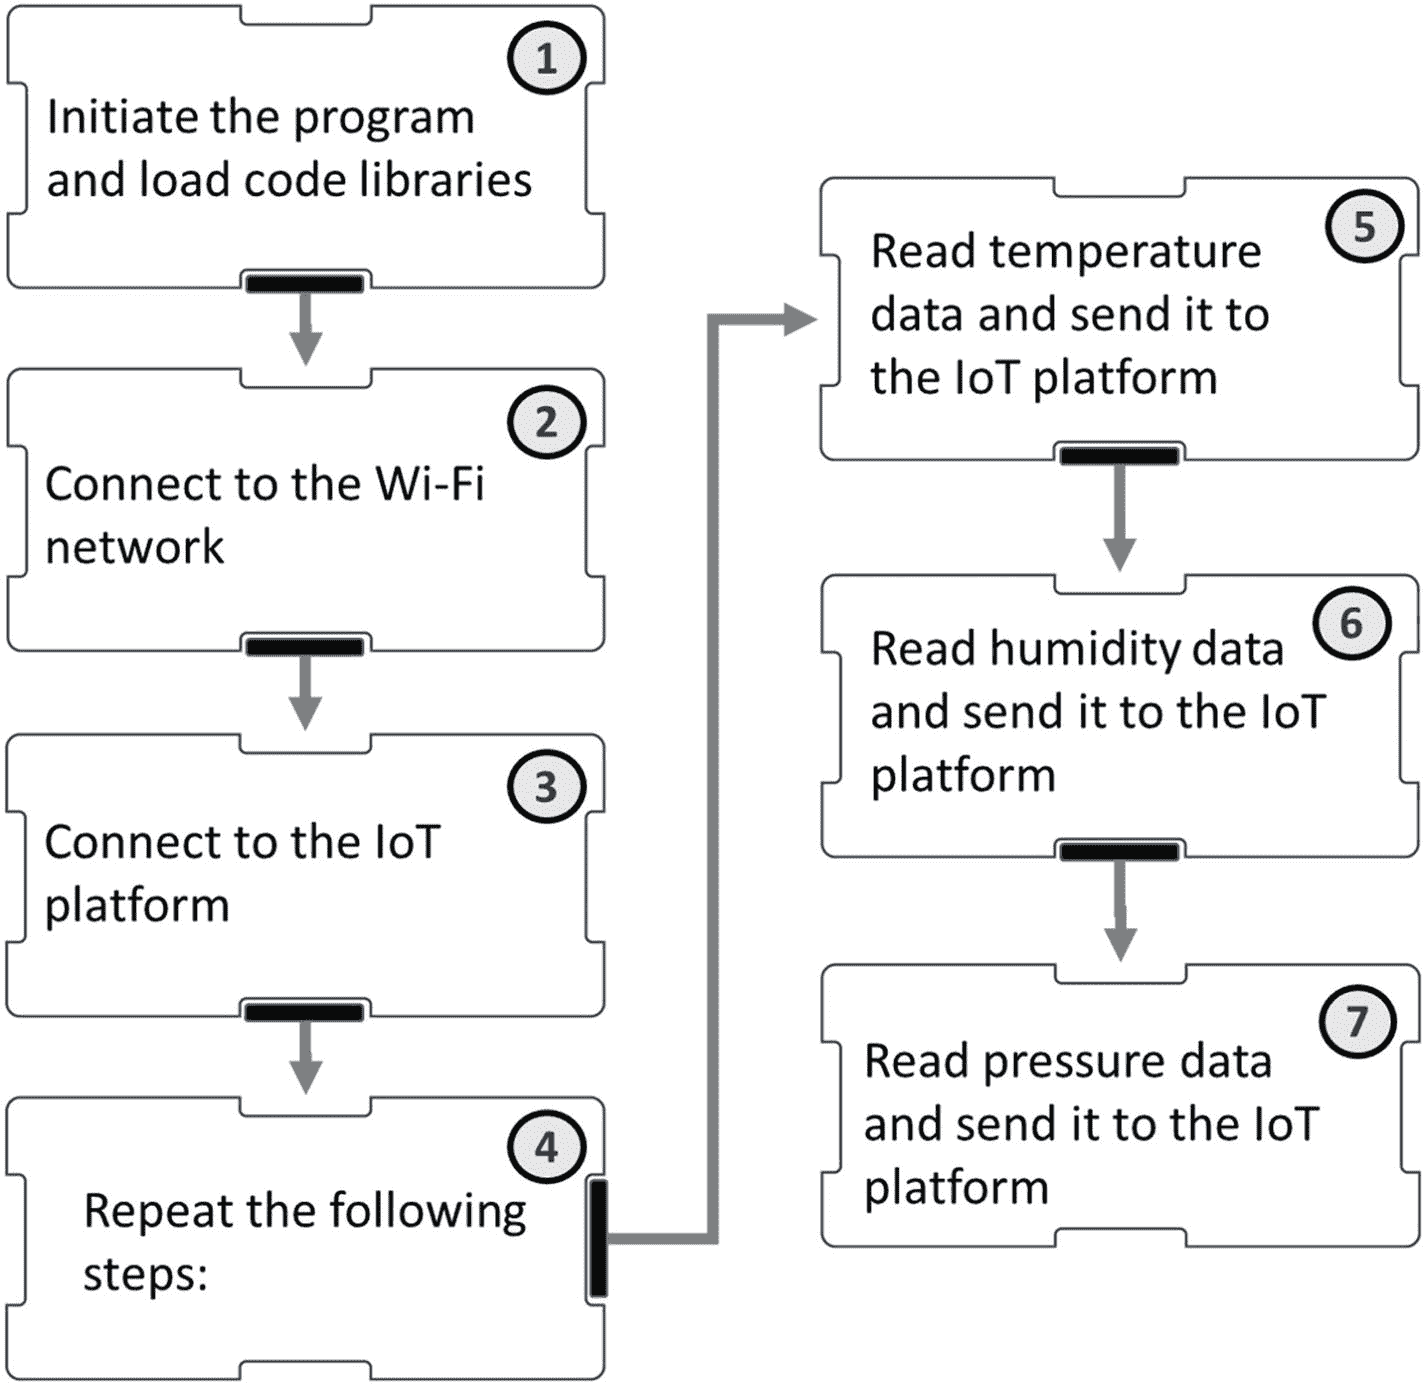 1
Initiate the program
and load code libraries
2
Connect to the Wi-Fi
network
3
Connect to the IoT
platform
4
Repeat the following
steps:
5
Read temperature
data and send it to
the IoT platform
6
Read humidity data
and send it to the IoT
platform
7
Read pressure data
and send it to the IoT
platform